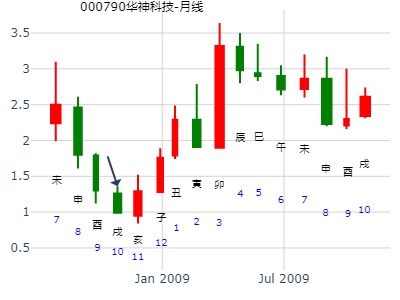 000790华神科技-月线
3.5
3
2.5
2
1.5
1
0.5
未
申
酉
戌
亥
子
丑
寅
卯
辰
巳
午
未
申
酉
戌
7
8
9
10
11
12
1
2
3
4
5
6
7
8
9
10
Jan 2009
Jul 2009